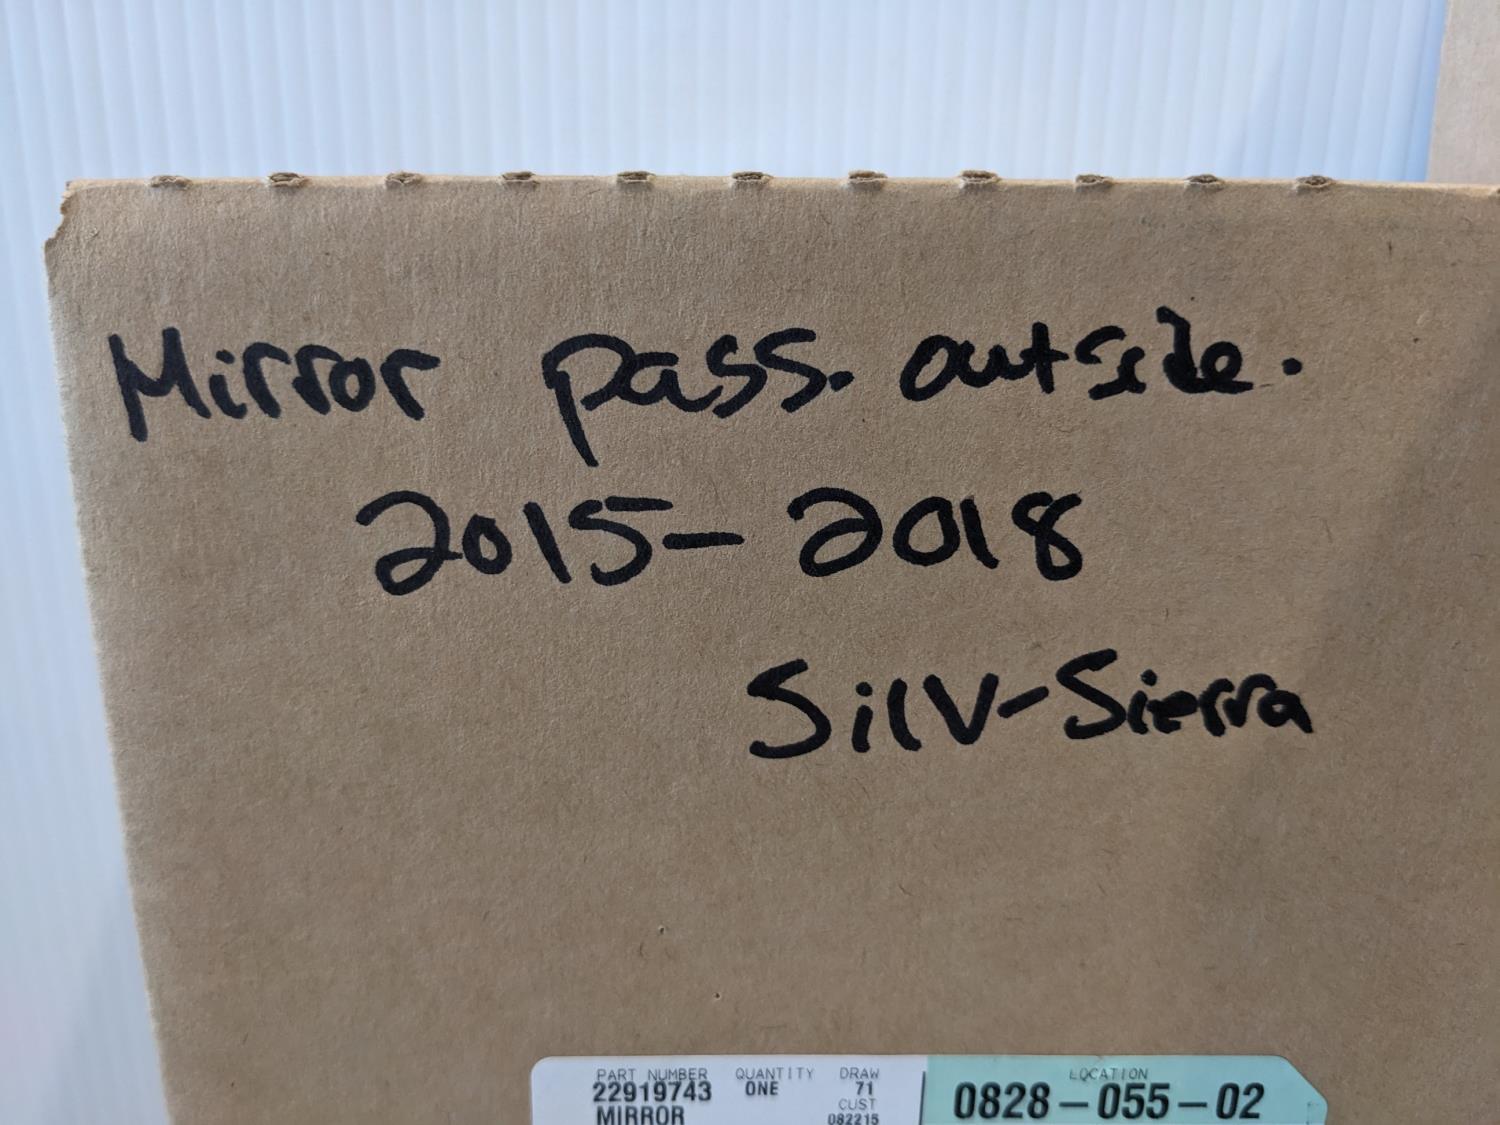 Mirror pass. outside.
2015-2018
Silv-Sierra
PART NUMBER QUANTITY DRAW LOCATION
22919743 ONE 71 0828-055-02
CUST
MIRROR 082215